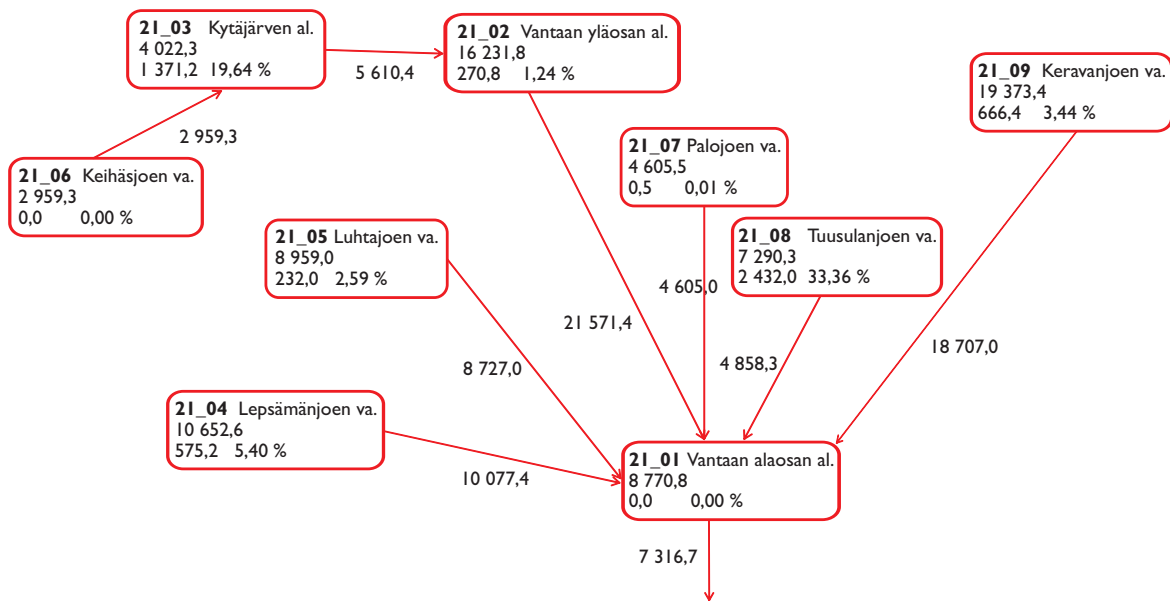 21_03 Kytäjärven al.
4 022,3
1 371,2 19,64 %
5 610,4
21_02 Vantaan yläosan al.
16 231,8
270,8 1,24 %
21_09 Keravanjoen va.
19 373,4
666,4 3,44 %
2 959,3
21_06 Keihäsjoen va.
2 959,3
0,0 0,00 %
21_07 Palojoen va.
4 605,5
0,5 0,01 %
21_05 Luhtajoen va.
8 959,0
232,0 2,59 %
21_08 Tuusulanjoen va.
7 290,3
2 432,0 33,36 %
4 605,0
21 571,4
18 707,0
8 727,0
4 858,3
21_04 Lepsämänjoen va.
10 652,6
575,2 5,40 %
10 077,4
21_01 Vantaan alaosan al.
8 770,8
0,0 0,00 %
7 316,7